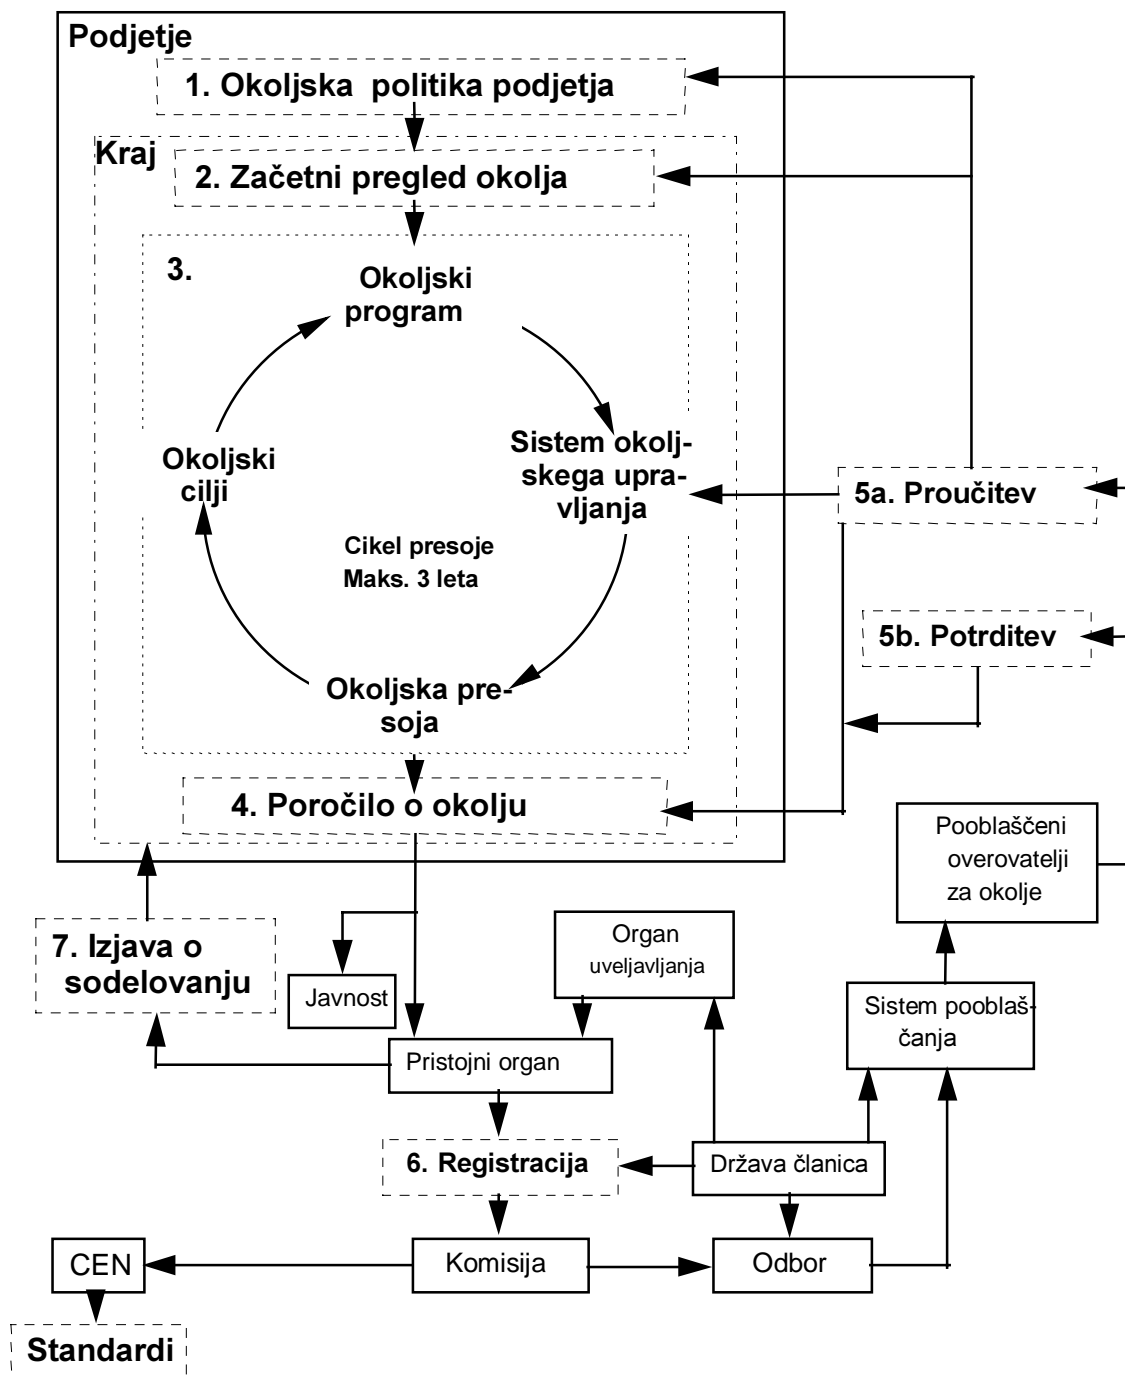 Podjetje
1. Okoljska politika podjetja
Kraj
2. Začetni pregled okolja
3.
Okoljski
program
Okoljski
cilji
Sistem okolj-
skega upra-
vljanja
Cikel presoje
Maks. 3 leta
Okoljska pre-
soja
4. Poročilo o okolju
5a. Proučitev
5b. Potrditev
Pooblaščeni
overovatelji
za okolje
7. Izjava o
sodelovanju
Javnost
Organ
uveljavljanja
Sistem pooblaš-
čanja
Pristojni organ
6. Registracija
Država članica
CEN
Komisija
Odbor
Standardi